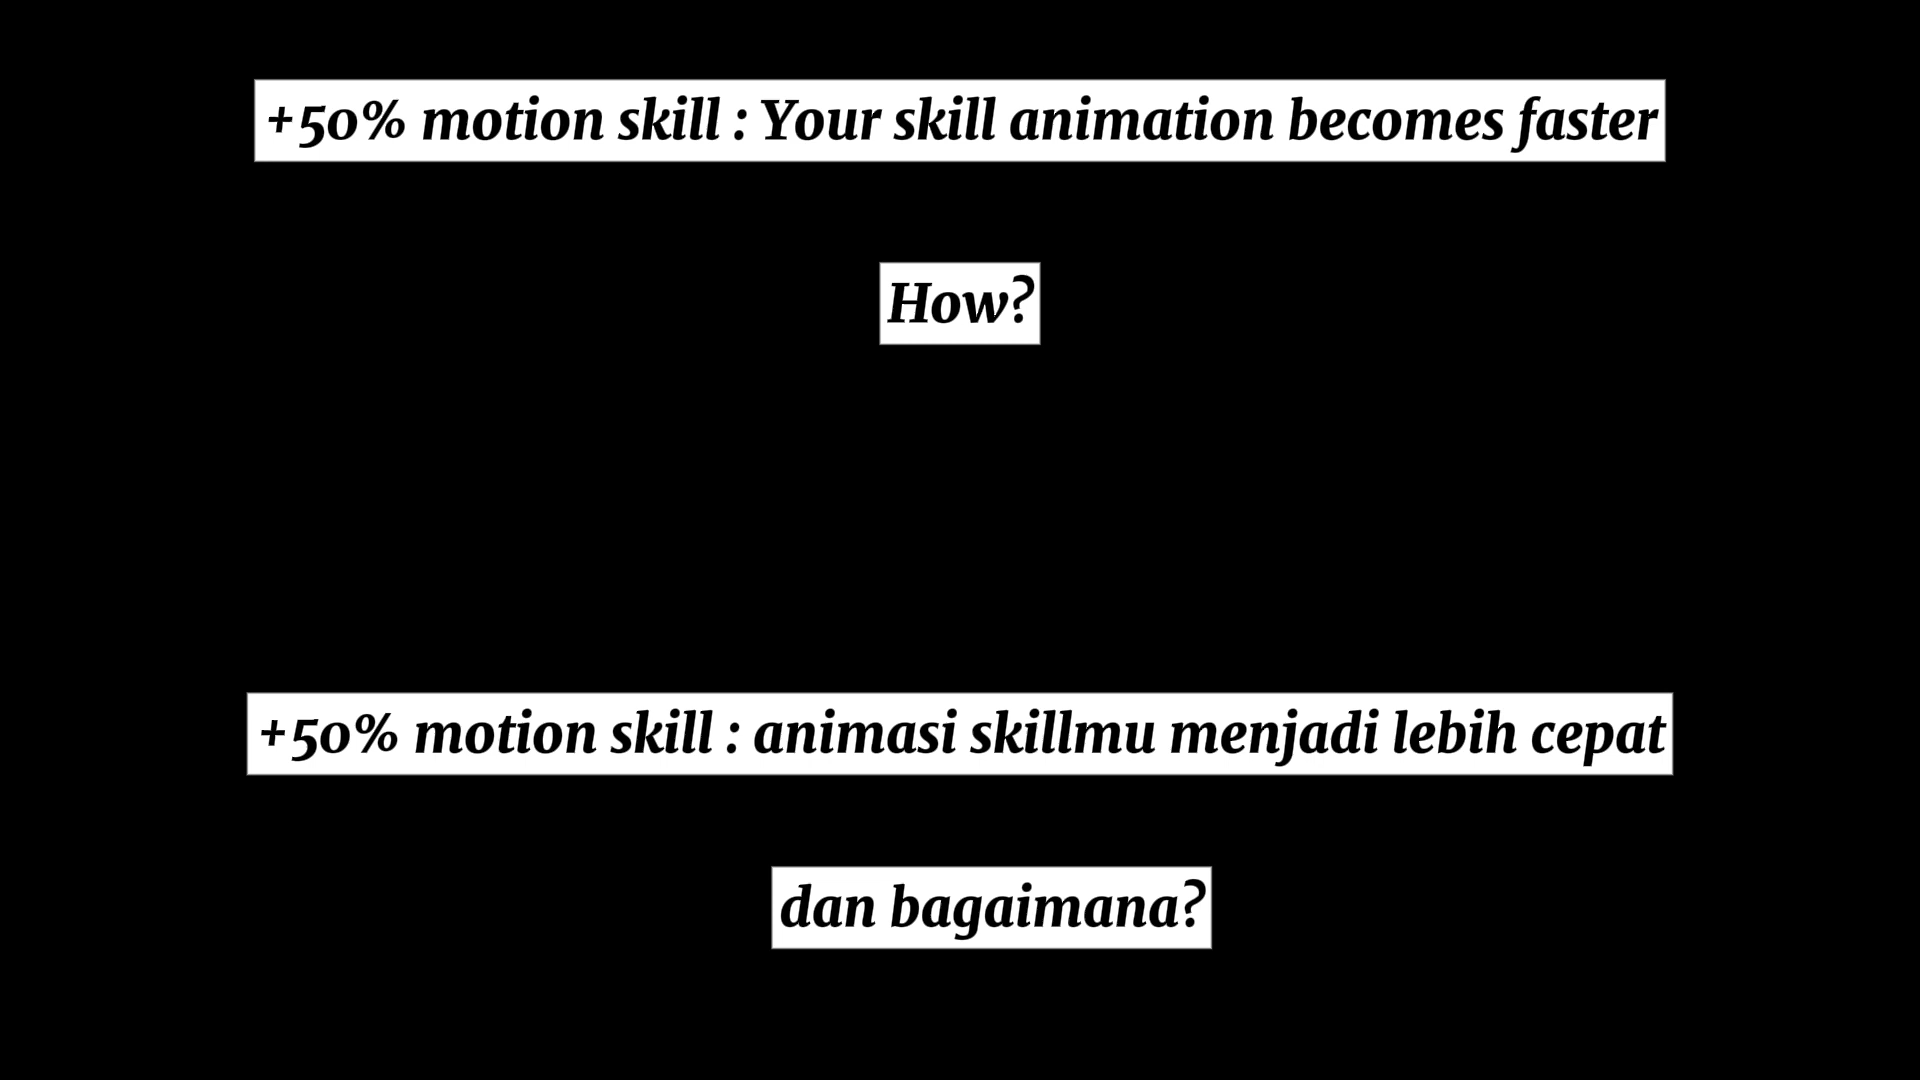 +50% motion skill : Your skill animation becomes faster
How?
+50% motion skill : animasi skillmu menjadi lebih cepat
dan bagaimana?